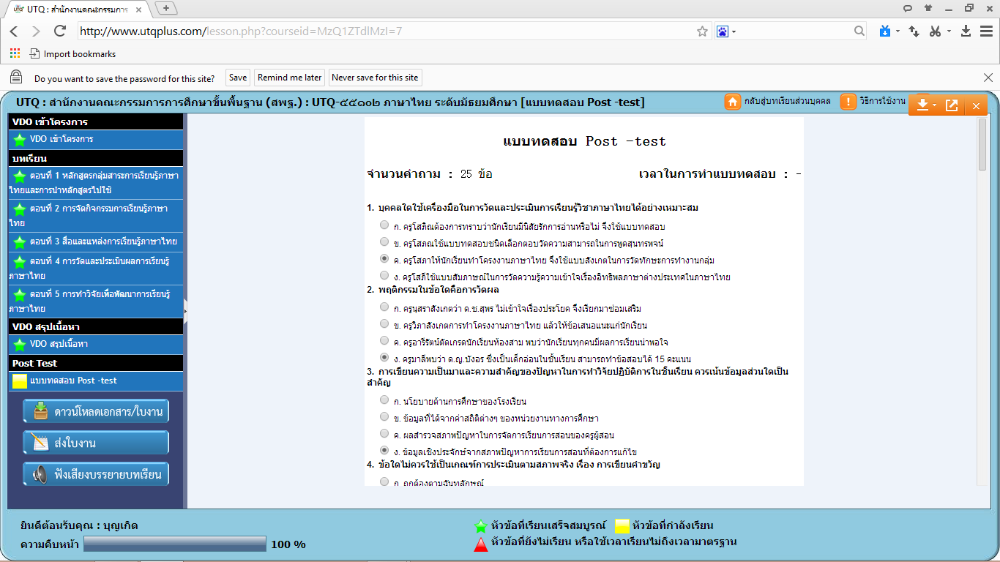 UTQ : สำนักงานคณะกรรมการ
http://www.utqplus.com/lesson.php?courseid=MzQ1ZTdlMzI=7
Import bookmarks
Do you want to save the password for this site?
Save
Remind me later
Never save for this site
UTQ : สำนักงานคณะกรรมการการศึกษาขั้นพื้นฐาน (สพฐ.) : UTQ-๕๕๑๐๒ ภาษาไทย ระดับมัธยมศึกษา [แบบทดสอบ Post -test]
กลับสู่บทเรียนส่วนบุคคล
วิธีการใช้งาน
VDO เข้าโครงการ
VDO เข้าโครงการ
บทเรียน
ตอนที่ 1 หลักสูตรกลุ่มสาระการเรียนรู้ภาษา
ไทยและการนำหลักสูตรไปใช้
ตอนที่ 2 การจัดกิจกรรมการเรียนรู้ภาษา
ไทย
ตอนที่ 3 สื่อและแหล่งการเรียนรู้ภาษาไทย
ตอนที่ 4 การวัดและประเมินผลการเรียนรู้
ภาษาไทย
ตอนที่ 5 การทำวิจัยเพื่อพัฒนาการเรียนรู้
ภาษาไทย
VDO สรุปเนื้อหา
VDO สรุปเนื้อหา
Post Test
แบบทดสอบ Post -test
ดาวน์โหลดเอกสาร/ใบงาน
ส่งใบงาน
ฟังเสียงบรรยายบทเรียน
แบบทดสอบ Post -test
จำนวนคำถาม : 25 ข้อ
เวลาในการทำแบบทดสอบ : -
1. บุคคลใดใช้เครื่องมือในการวัดและประเมินการเรียนรู้วิชาภาษาไทยได้อย่างเหมาะสม
ก. ครูโสภิณต้องการทราบว่านักเรียนมีนิสัยรักการอ่านหรือไม่ จึงใช้แบบทดสอบ
ข. ครูโสภณใช้แบบทดสอบชนิดเลือกตอบวัดความสามารถในการพูดสุนทรพจน์
ค. ครูโสภาให้นักเรียนทำโครงงานภาษาไทย จึงใช้แบบสังเกตในการวัดทักษะการทำงานกลุ่ม
ง. ครูโสภีใช้แบบสัมภาษณ์ในการวัดความรู้ความเข้าใจเรื่องอิทธิพลภาษาต่างประเทศในภาษาไทย
2. พฤติกรรมในข้อใดคือการวัดผล
ก. ครูนุสราสังเกตว่า ด.ช.สุพร ไม่เข้าใจเรื่องประโยค จึงเรียกมาซ่อมเสริม
ข. ครูวิภาสังเกตการทำโครงงานภาษาไทย แล้วให้ข้อเสนอแนะแก่นักเรียน
ค. ครูอารีรัตน์ตัดเกรดนักเรียนห้องสาม พบว่านักเรียนทุกคนมีผลการเรียนน่าพอใจ
ง. ครูมาลีพบว่า ด.ญ.บังอร ซึ่งเป็นเด็กอ่อนในชั้นเรียน สามารถทำข้อสอบได้ 15 คะแนน
3. การเขียนความเป็นมาและความสำคัญของปัญหาในการทำวิจัยปฏิบัติการในชั้นเรียน ควรเน้นข้อมูลส่วนใดเป็น
สำคัญ
ก. นโยบายด้านการศึกษาของโรงเรียน
ข. ข้อมูลที่ได้จากค่าสถิติต่างๆ ของหน่วยงานทางการศึกษา
ค. ผลสำรวจสภาพปัญหาในการจัดการเรียนการสอนของครูผู้สอน
ง. ข้อมูลเชิงประจักษ์จากสภาพปัญหาการเรียนการสอนที่ต้องการแก้ไข
4. ข้อใดไม่ควรใช้เป็นเกณฑ์การประเมินตามสภาพจริง เรื่อง การเขียนคำขวัญ
ก. ถูกต้องตามฉันทลักษณ์
ยินดีต้อนรับคุณ : บุญเกิด
ความคืบหน้า 100 %
หัวข้อที่เรียนเสร็จสมบูรณ์ หัวข้อที่กำลังเรียน
หัวข้อที่ยังไม่เรียน หรือใช้เวลาเรียนไม่ถึงเวลามาตรฐาน